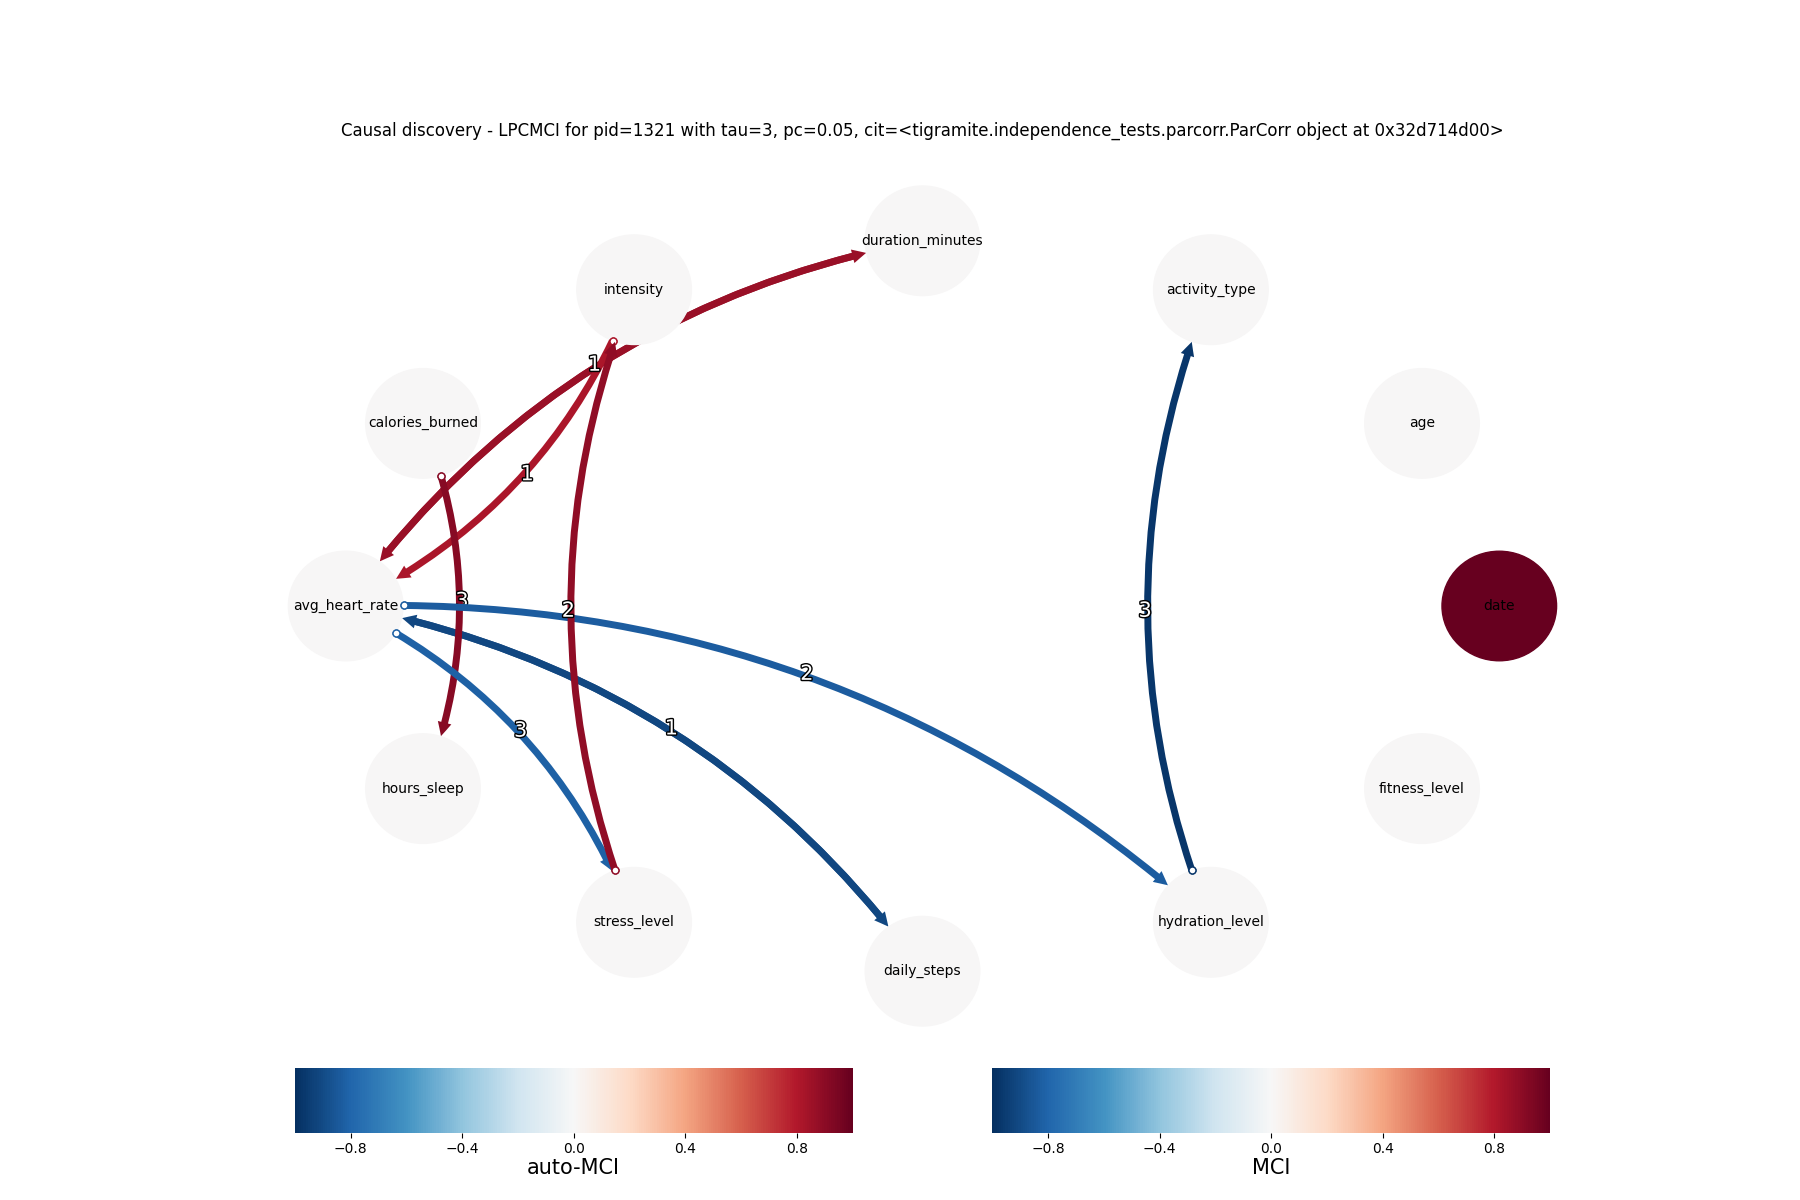 Causal discovery - LPCMCI for pid=1321 with tau=3, pc=0.05, cit=<tigramite.independence_tests.parcorr.ParCorr object at 0x32d714d00>
duration_minutes
intensity
activity_type
1
calories_burned
age
1
3
avg_heart_rate
2
3
date
2
1
3
hours_sleep
fitness_level
stress_level
hydration_level
daily_steps
−0.8 −0.4 0.0 0.4 0.8
auto-MCI
−0.8 −0.4 0.0 0.4 0.8
MCI